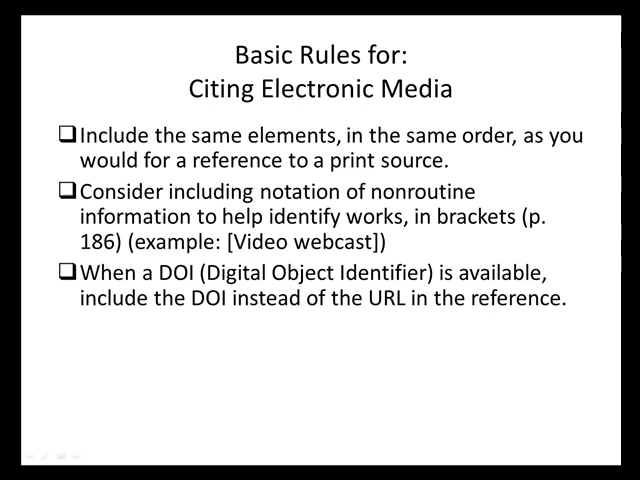 Basic Rules for:
Citing Electronic Media
❑Include the same elements, in the same order, as you
would for a reference to a print source.
❑Consider including notation of nonroutine
information to help identify works, in brackets (p.
186) (example: [Video webcast])
❑When a DOI (Digital Object Identifier) is available,
include the DOI instead of the URL in the reference.